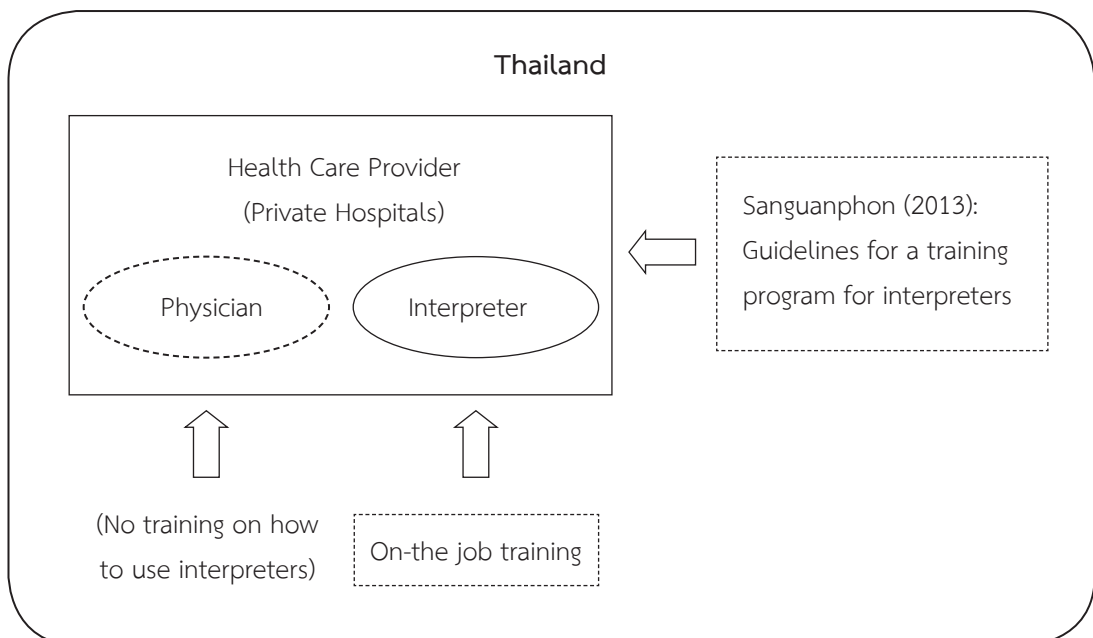 Thailand
Health Care Provider
(Private Hospitals)
Physician
Interpreter
Sanguanphon (2013):
Guidelines for a training
program for interpreters
(No training on how
to use interpreters)
On-the job training